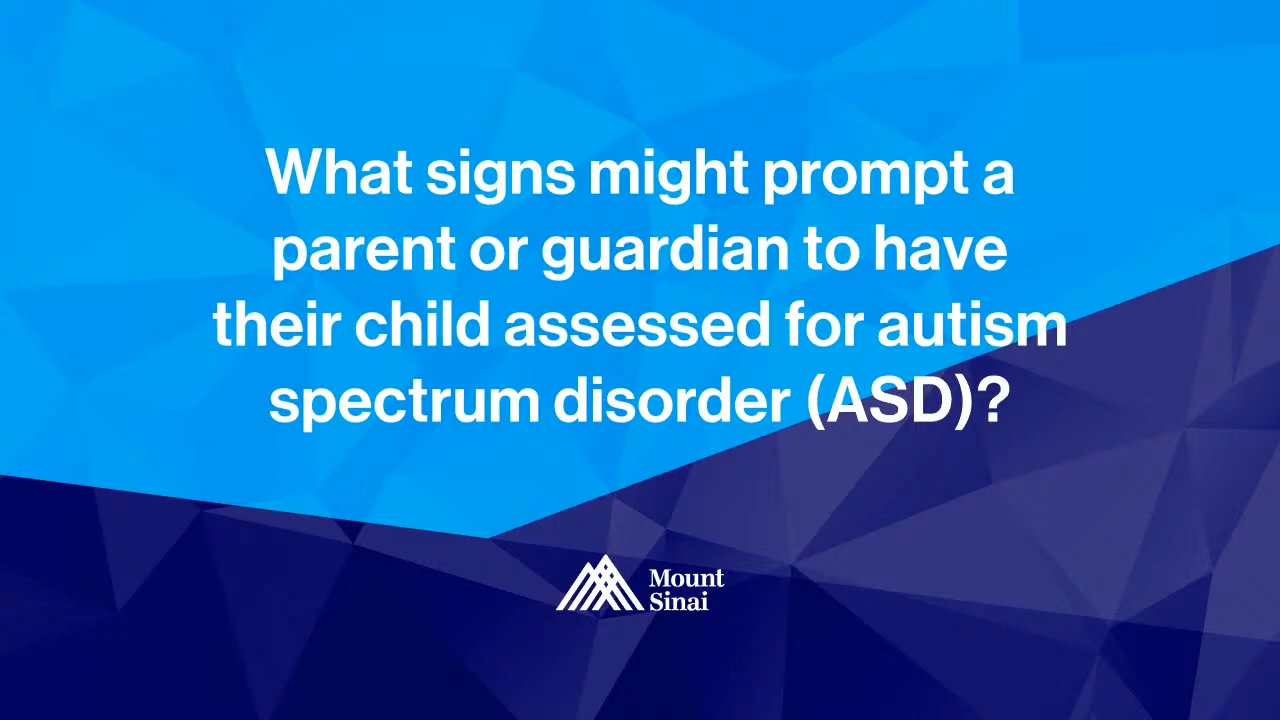 What signs might prompt a
parent or guardian to have
their child assessed for autism
spectrum disorder (ASD)?
Mount
Sinai